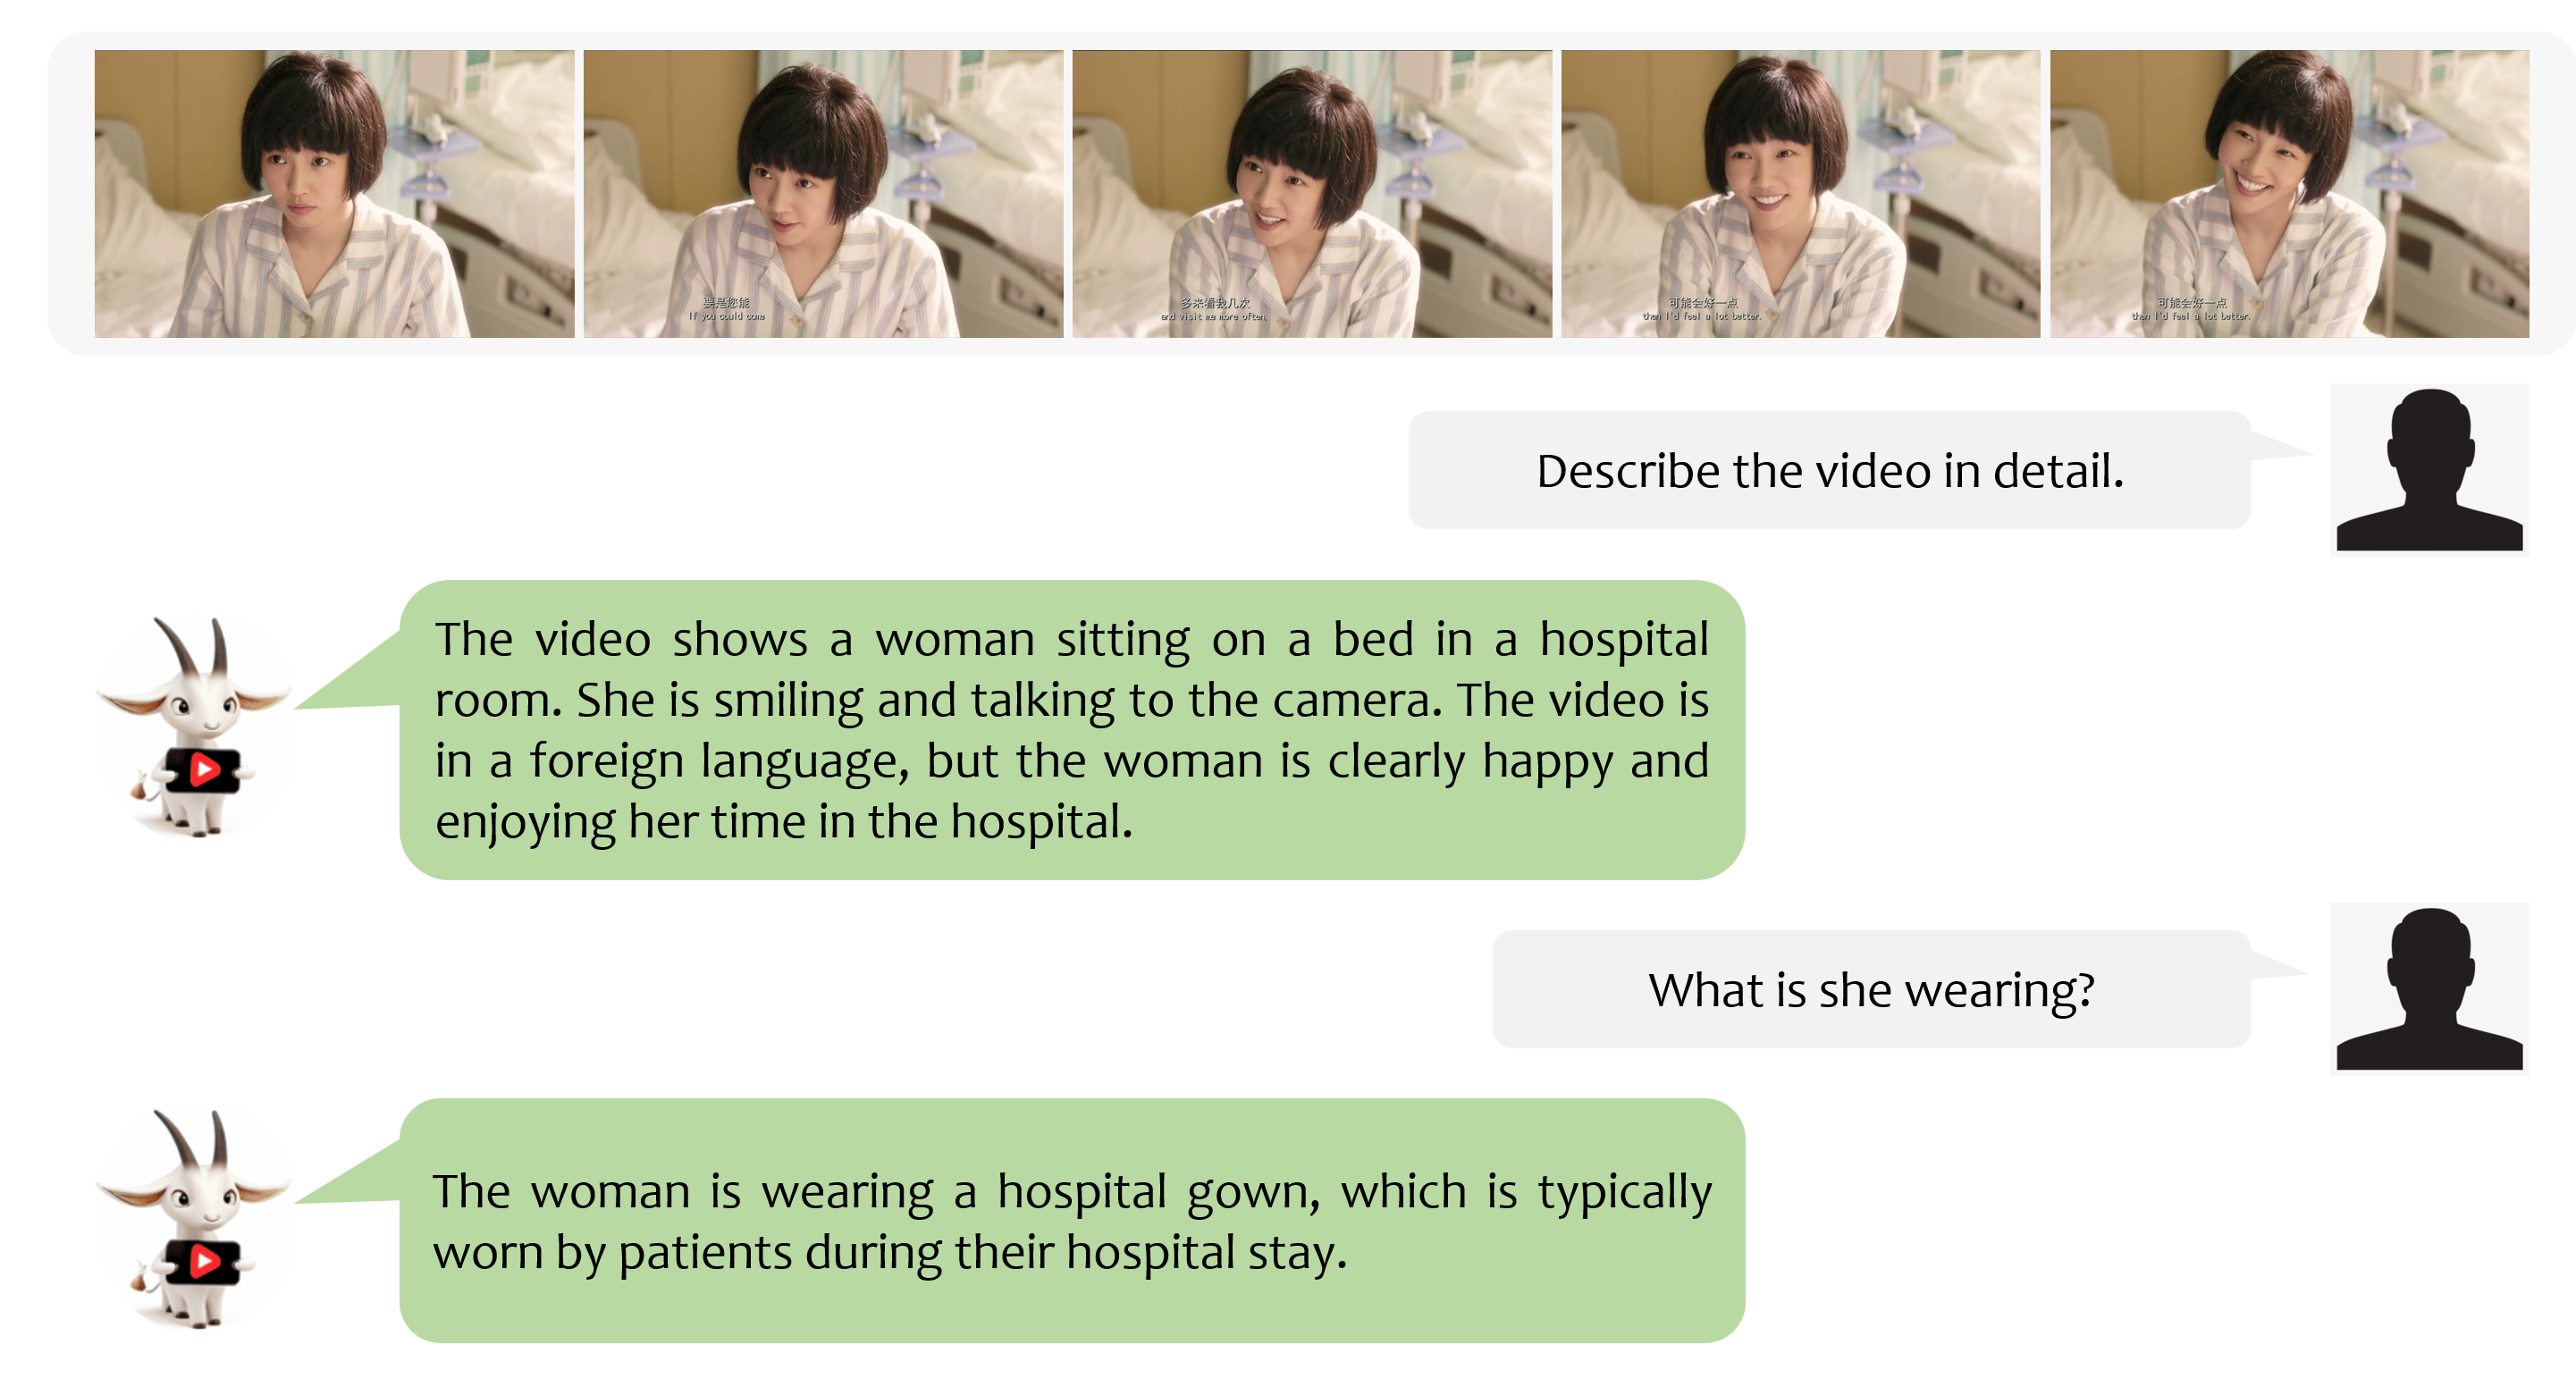 要是您能
If you could come
多来看我几次
and visit me more often,
可能会好一点
then I'd feel a lot better.
可能会好一点
then I'd feel a lot better.
Describe the video in detail.
The video shows a woman sitting on a bed in a hospital
room. She is smiling and talking to the camera. The video is
in a foreign language, but the woman is clearly happy and
enjoying her time in the hospital.
What is she wearing?
The woman is wearing a hospital gown, which is typically
worn by patients during their hospital stay.